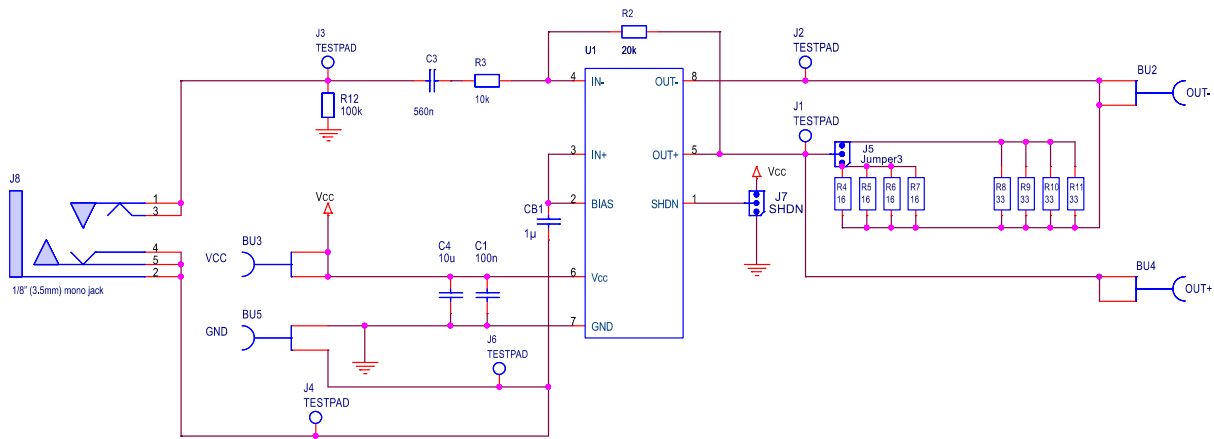 R2
20k
J3
TESTPAD
C3
560n
R3
10k
U1
J2
TESTPAD
BU2
OUT-
R12
100k
4 IN-
OUT- 8
J1
TESTPAD
3 IN+
OUT+ 5
J5
Jumper3
Vcc
J7
SHDN
R4
16
R5
16
R6
16
R7
16
R8
33
R9
33
R10
33
R11
33
J8
1
3
4
5
2
1/8" (3.5mm) mono jack
Vcc
2 BIAS
SHDN 1
CB1
1µ
BU3
VCC
C4
10u
C1
100n
6 Vcc
BU4
OUT+
BU5
GND
7 GND
J6
TESTPAD
J4
TESTPAD